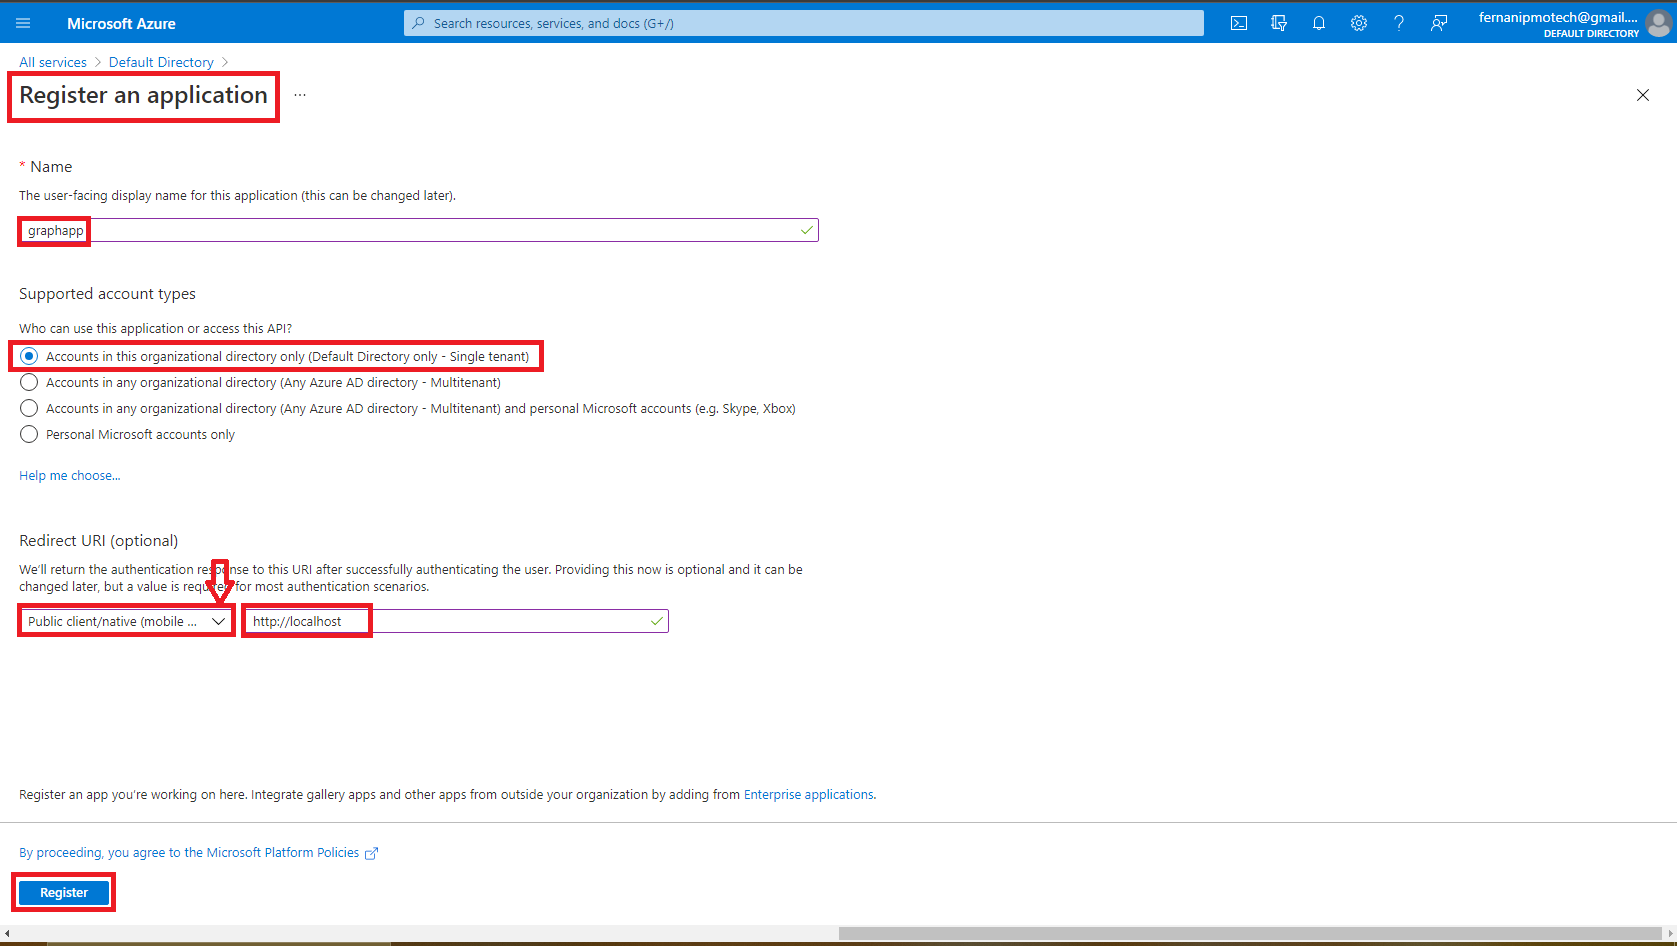 Microsoft Azure
Search resources, services, and docs (G+/)
fernanipmotech@gmail....
DEFAULT DIRECTORY
All services > Default Directory >
Register an application ...
* Name
The user-facing display name for this application (this can be changed later).
graphapp
Supported account types
Who can use this application or access this API?
Accounts in this organizational directory only (Default Directory only - Single tenant)
Accounts in any organizational directory (Any Azure AD directory - Multitenant)
Accounts in any organizational directory (Any Azure AD directory - Multitenant) and personal Microsoft accounts (e.g. Skype, Xbox)
Personal Microsoft accounts only
Help me choose...
Redirect URI (optional)
We'll return the authentication response to this URI after successfully authenticating the user. Providing this now is optional and it can be
changed later, but a value is required for most authentication scenarios.
Public client/native (mobile ...
http://localhost
Register an app you're working on here. Integrate gallery apps and other apps from outside your organization by adding from Enterprise applications.
By proceeding, you agree to the Microsoft Platform Policies
Register